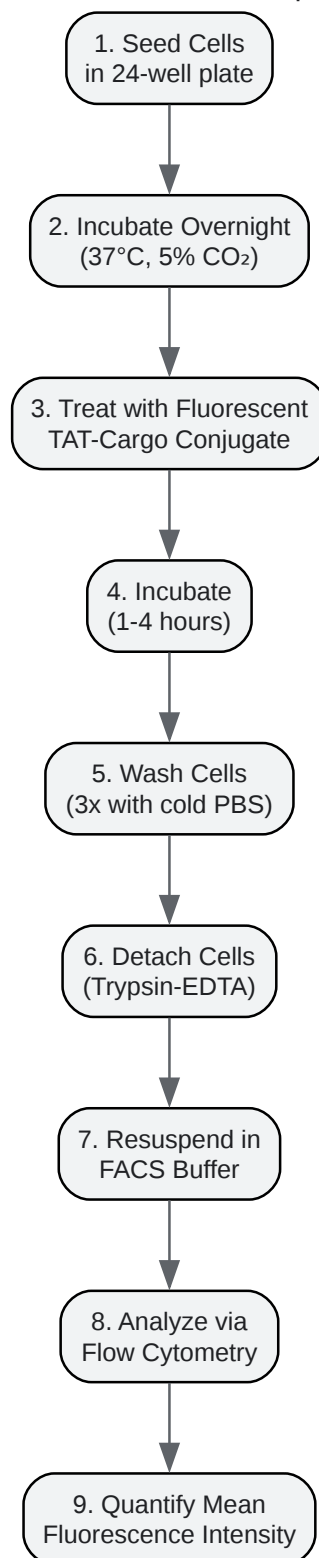 1. Seed Cells
in 24-well plate
2. Incubate Overnight
(37°C, 5% CO₂)
3. Treat with Fluorescent
TAT-Cargo Conjugate
4. Incubate
(1-4 hours)
5. Wash Cells
(3x with cold PBS)
6. Detach Cells
(Trypsin-EDTA)
7. Resuspend in
FACS Buffer
8. Analyze via
Flow Cytometry
9. Quantify Mean
Fluorescence Intensity